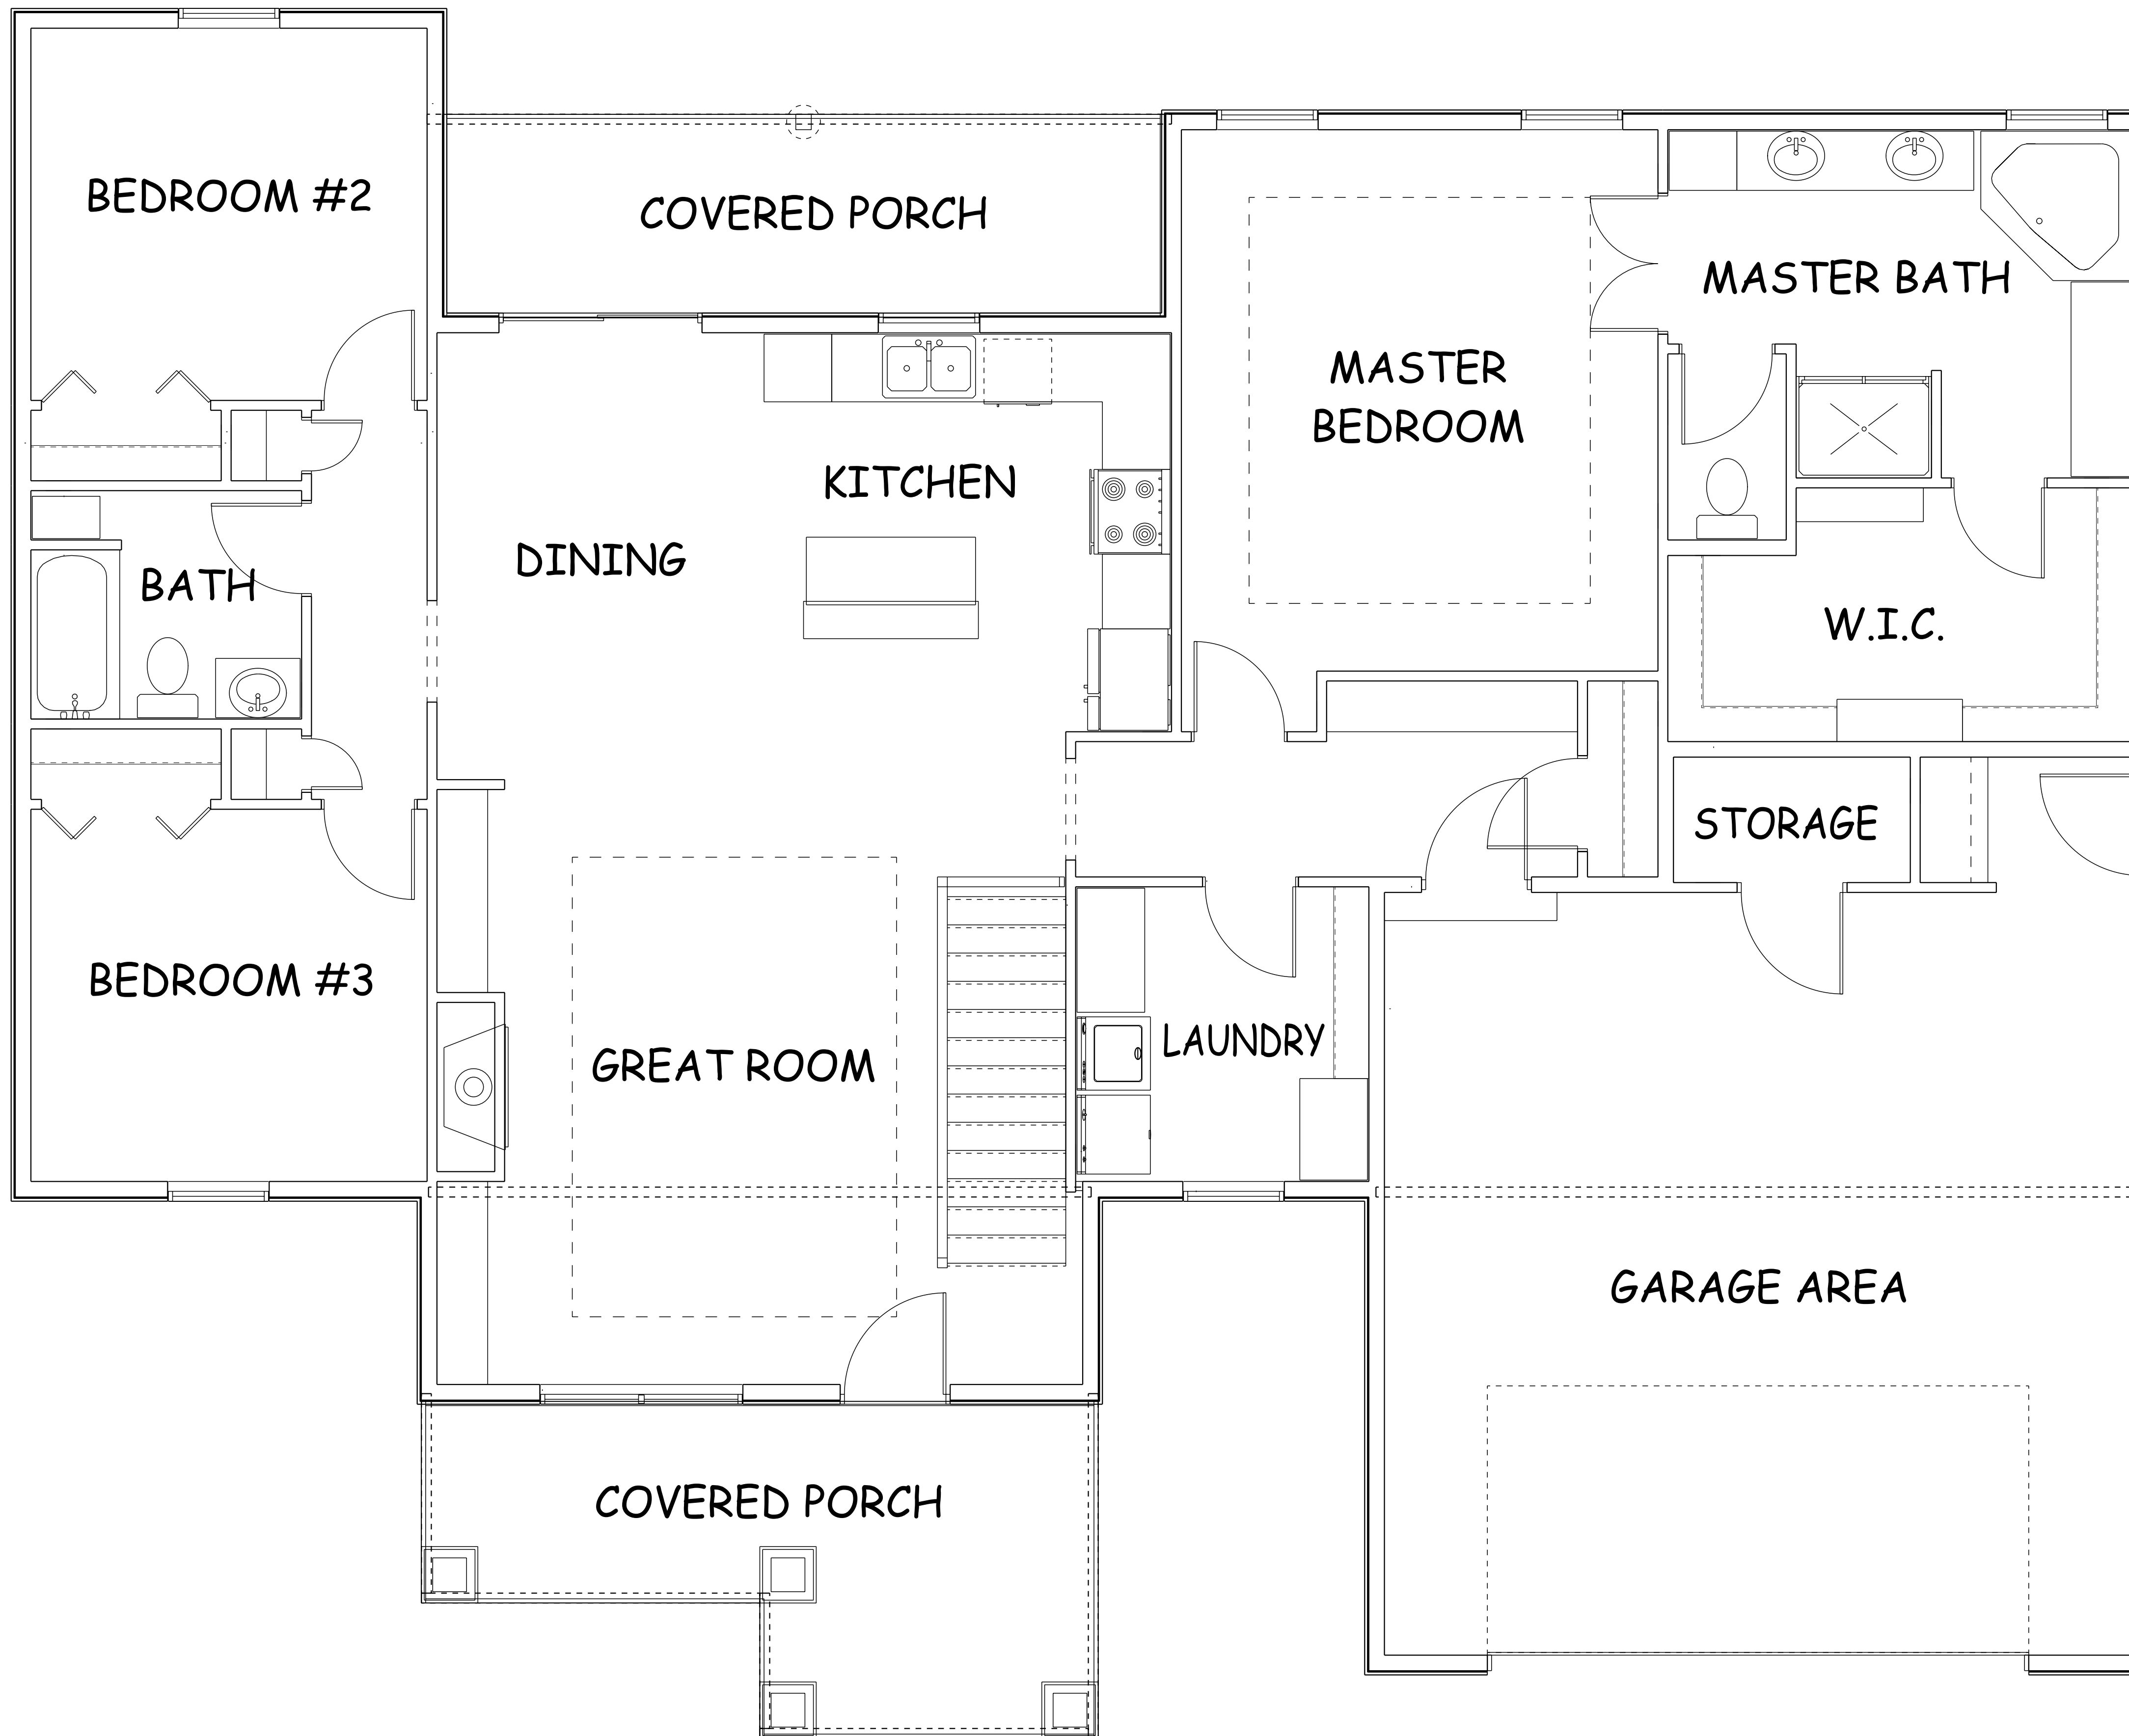 BEDROOM #2
COVERED PORCH
MASTER BATH
MASTER
BEDROOM
KITCHEN
DINING
BATH
W.I.C.
STORAGE
BEDROOM #3
GREAT ROOM
LAUNDRY
GARAGE AREA
COVERED PORCH